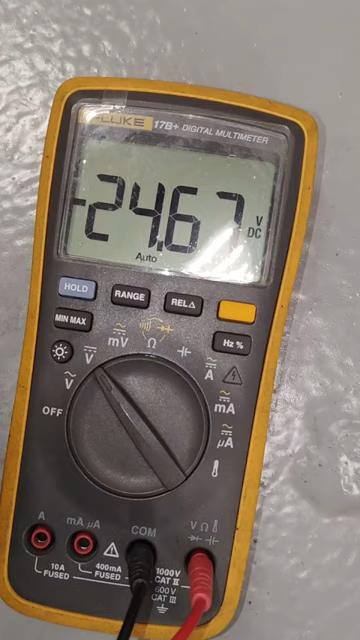 FLUKE 17B+ DIGITAL MULTIMETER
-24.67 V DC
Auto
HOLD RANGE REL△
MIN MAX Hz %
mV Ω
V A
V mA
OFF μA
A mA μA COM V Ω
10A FUSED 400mA FUSED 1000V CAT II
600V CAT III